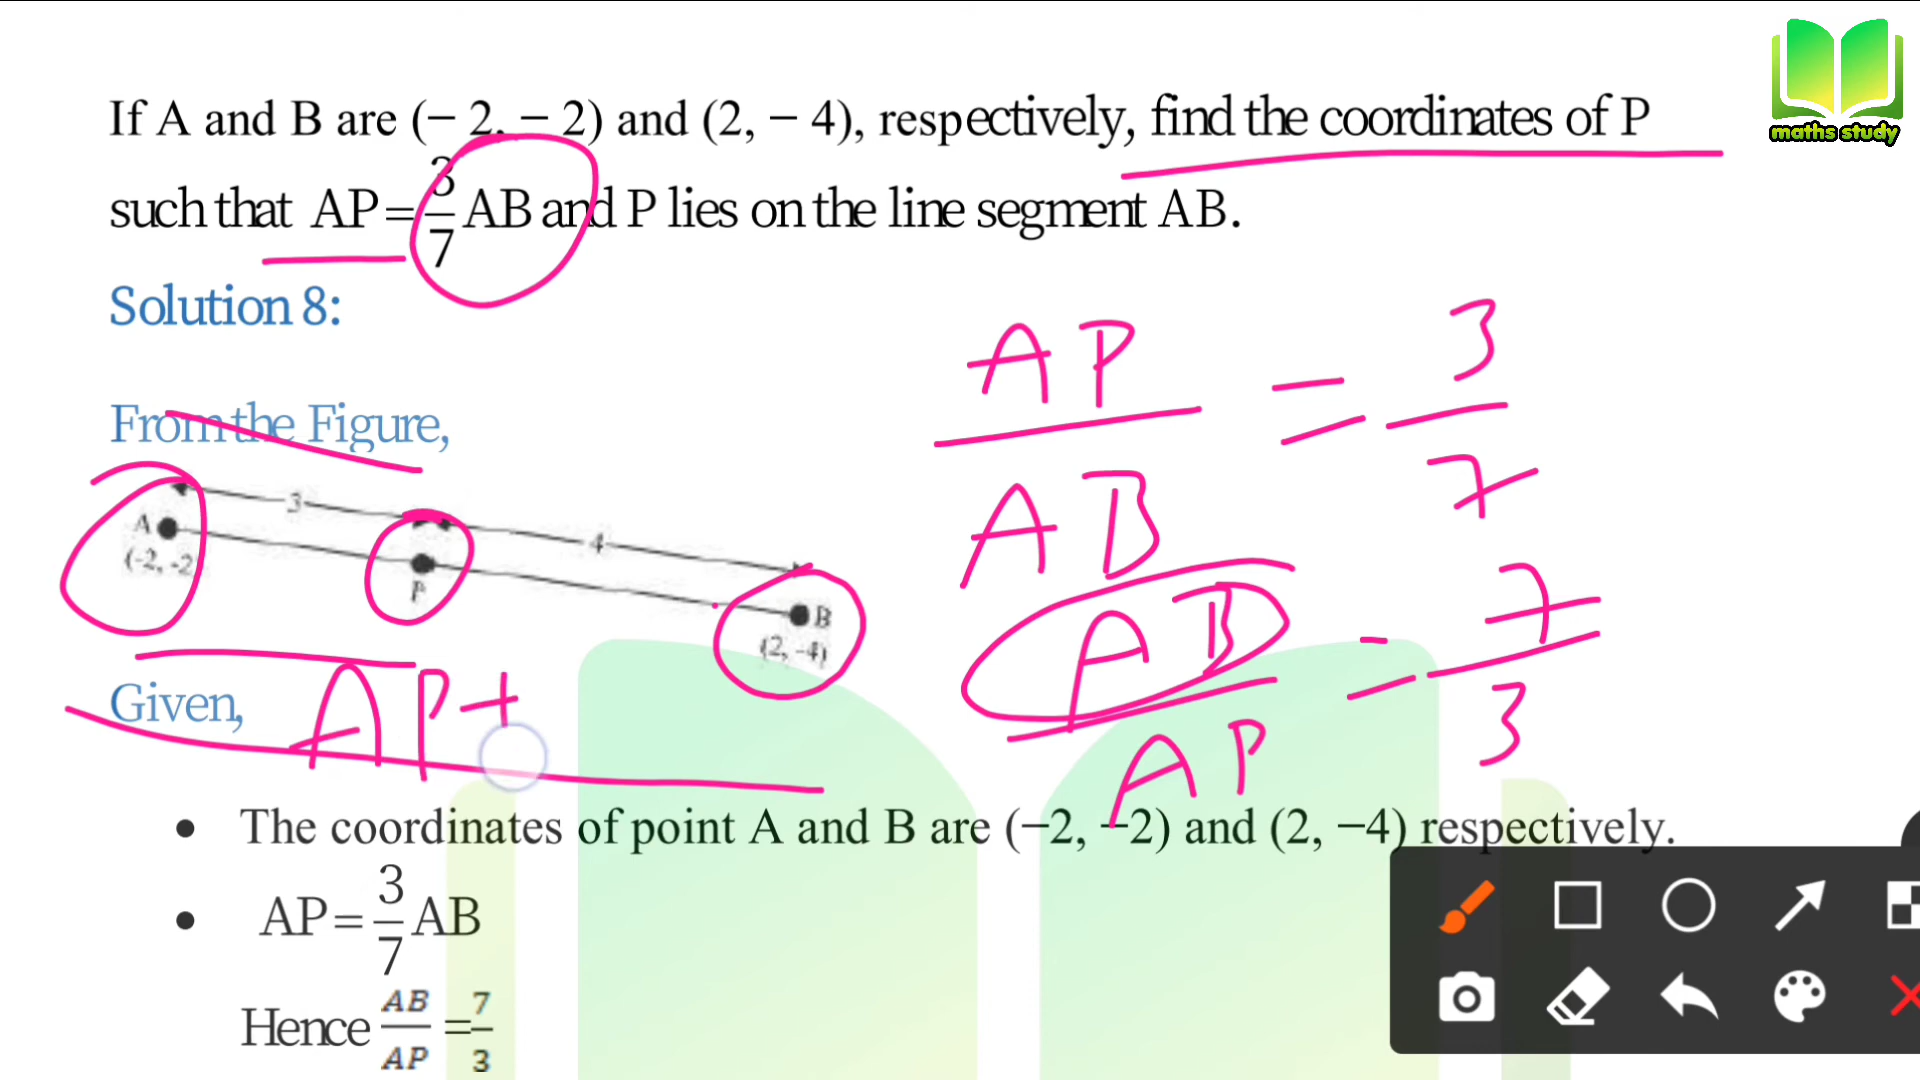 If A and B are (− 2, − 2) and (2, − 4), respectively, find the coordinates of P
such that AP = 3/7 AB and P lies on the line segment AB.
maths study
Solution 8:
From the Figure,
A
(-2, -2
3
P
4
B
(2, -4)
AP/AB = 3/7
AB/AP = 7/3
Given,
AP+
• The coordinates of point A and B are (−2, −2) and (2, −4) respectively.
• AP = 3/7 AB
Hence AB/AP = 7/3